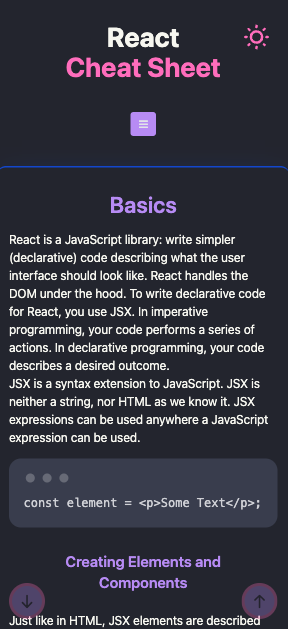 React
Cheat Sheet
Basics
React is a JavaScript library: write simpler
(declarative) code describing what the user
interface should look like. React handles the
DOM under the hood. To write declarative code
for React, you use JSX. In imperative
programming, your code performs a series of
actions. In declarative programming, your code
describes a desired outcome.
JSX is a syntax extension to JavaScript. JSX is
neither a string, nor HTML as we know it. JSX
expressions can be used anywhere a JavaScript
expression can be used.
const element = <p>Some Text</p>;
Creating Elements and
Components
Just like in HTML, JSX elements are described